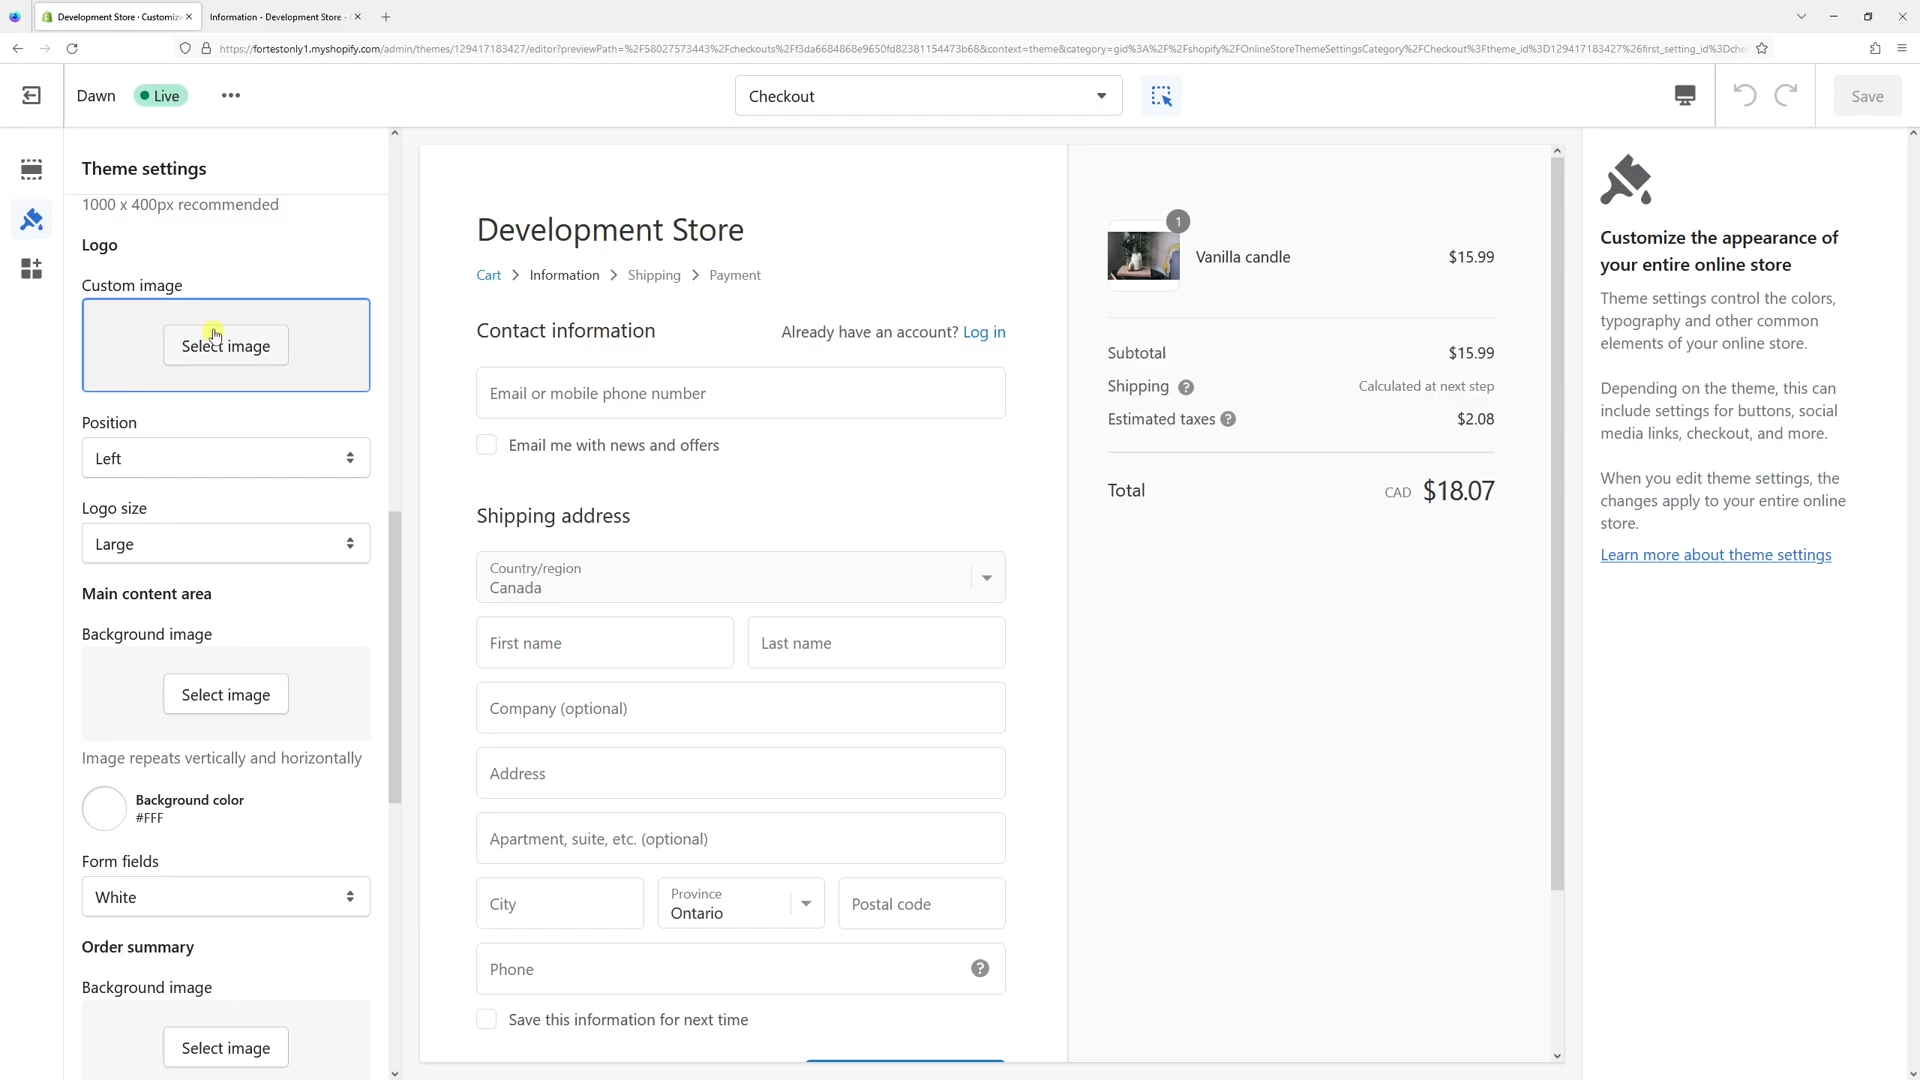 Development Store · Customize
Information - Development Store -
https://fortestonly1.myshopify.com/admin/themes/129417183427/editor?previewPath=%2F58027573443%2Fcheckouts%2Ff3da6684868e9650fd82381154473b68&context=theme&category=gid%3A%2F%2Fshopify%2FOnlineStoreThemeSettingsCategory%2FCheckout%3Ftheme_id%3D129417183427%26first_setting_id%3Dche
Dawn
Live
Checkout
Save
Theme settings
1000 x 400px recommended
Logo
Custom image
Select image
Position
Left
Logo size
Large
Main content area
Background image
Select image
Image repeats vertically and horizontally
Background color
#FFF
Form fields
White
Order summary
Background image
Select image
Development Store
Cart > Information > Shipping > Payment
Contact information
Already have an account? Log in
Email or mobile phone number
Email me with news and offers
Shipping address
Country/region
Canada
First name
Last name
Company (optional)
Address
Apartment, suite, etc. (optional)
City
Province
Ontario
Postal code
Phone
?
Save this information for next time
1
Vanilla candle $15.99
Subtotal $15.99
Shipping ? Calculated at next step
Estimated taxes ? $2.08
Total CAD $18.07
Customize the appearance of
your entire online store
Theme settings control the colors,
typography and other common
elements of your online store.
Depending on the theme, this can
include settings for buttons, social
media links, checkout, and more.
When you edit theme settings, the
changes apply to your entire online
store.
Learn more about theme settings